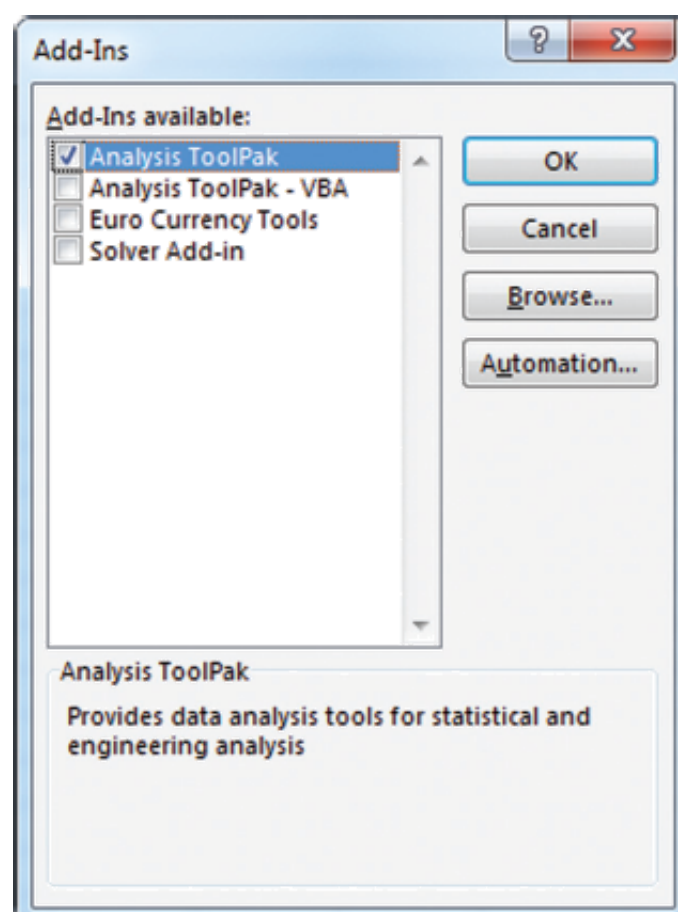 Add-Ins
?
Add-Ins available:
Analysis ToolPak
Analysis ToolPak - VBA
Euro Currency Tools
Solver Add-in
OK
Cancel
Browse...
Automation...
Analysis ToolPak
Provides data analysis tools for statistical and
engineering analysis